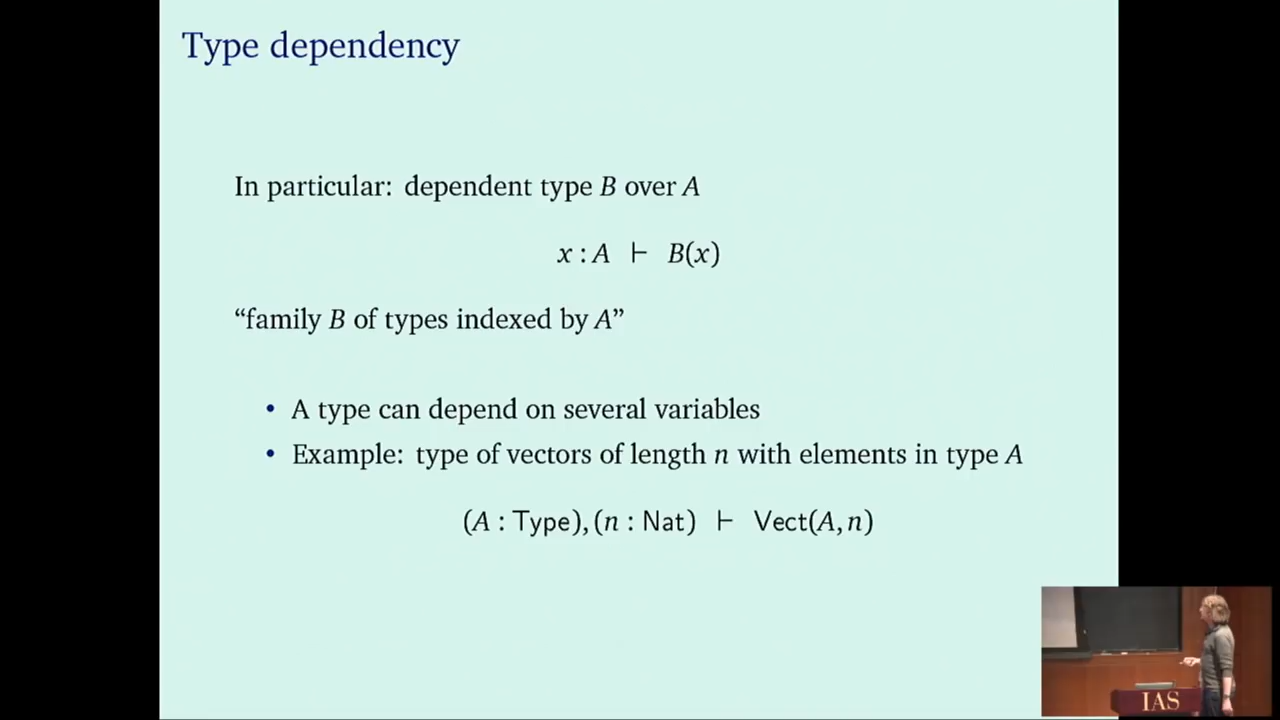 Type dependency
In particular: dependent type B over A
x : A ⊢ B(x)
“family B of types indexed by A”
• A type can depend on several variables
• Example: type of vectors of length n with elements in type A
(A : Type), (n : Nat) ⊢ Vect(A, n)
IAS